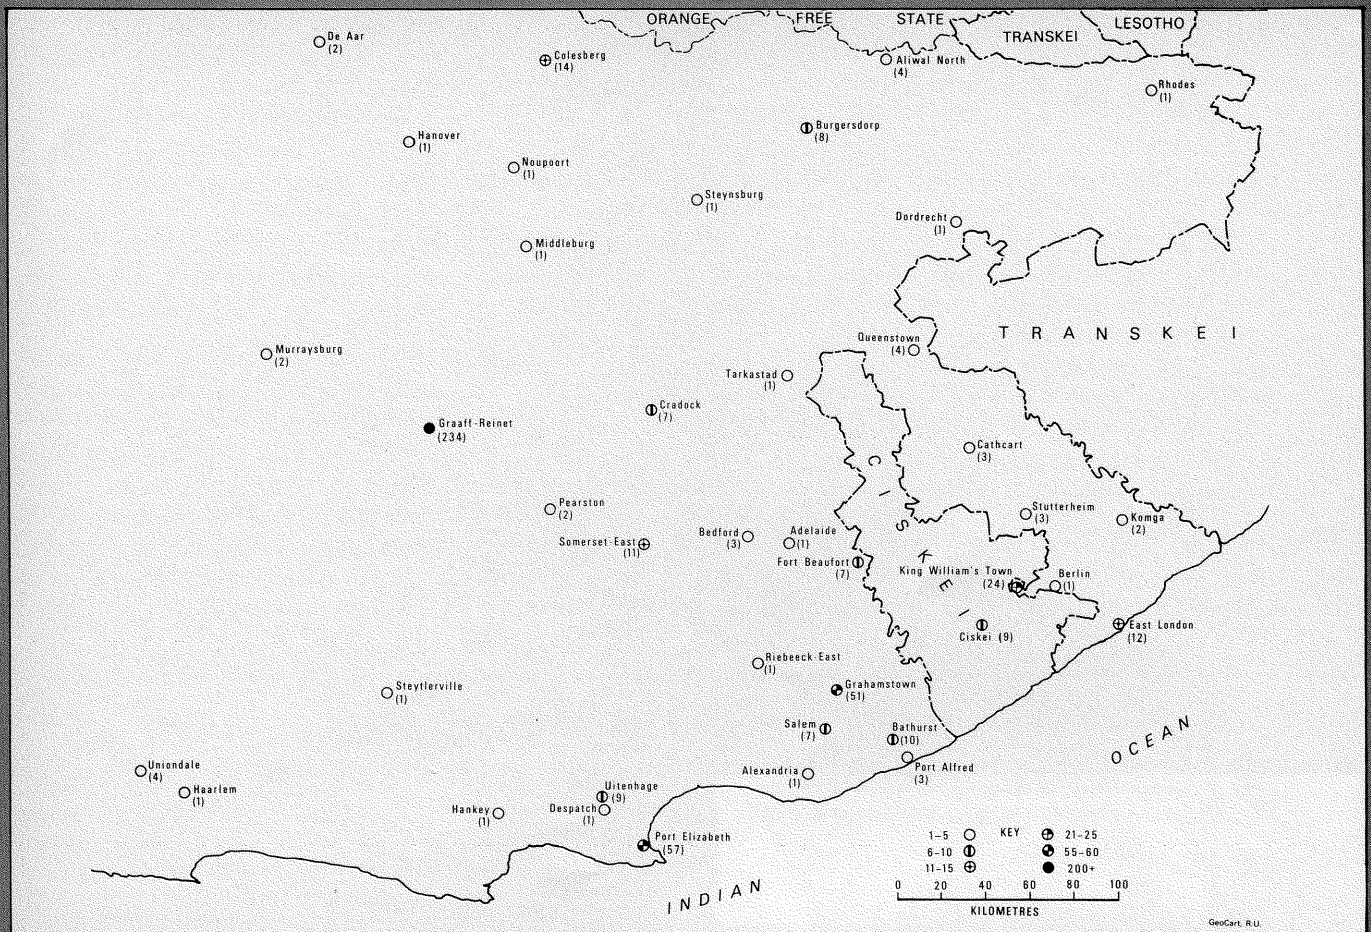 ORANGE FREE STATE
LESOTHO
TRANSKEI
De Aar
(2)
Colesberg
(14)
Aliwal North
(4)
Rhodes
(1)
Burgersdorp
(8)
Hanover
(1)
Noupoort
(1)
Steynsburg
(1)
Dordrecht
(1)
Middleburg
(1)
TRANSKEI
Queenstown
(4)
Murraysburg
(2)
Tarkastad
(1)
Cradock
(7)
Graaff-Reinet
(234)
Cathcart
(3)
CISKEI
Pearston
(2)
Stutterheim
(3)
Komga
(2)
Somerset-East
(11)
Bedford
(3)
Adelaide
(1)
Fort Beaufort
(7)
King William's Town
(24)
Berlin
(1)
Ciskei (9)
East London
(12)
Riebeeck-East
(1)
Steytlerville
(1)
Grahamstown
(51)
Salem
(7)
Bathurst
(10)
Port Alfred
(3)
Uniondale
(4)
Haarlem
(1)
Alexandria
(1)
Uitenhage
(9)
Despatch
(1)
Hankey
(1)
Port Elizabeth
(57)
INDIAN OCEAN
KEY
1-5
6-10
11-15
21-25
55-60
200+
0 20 40 60 80 100
KILOMETRES
GeoCart. R.U.